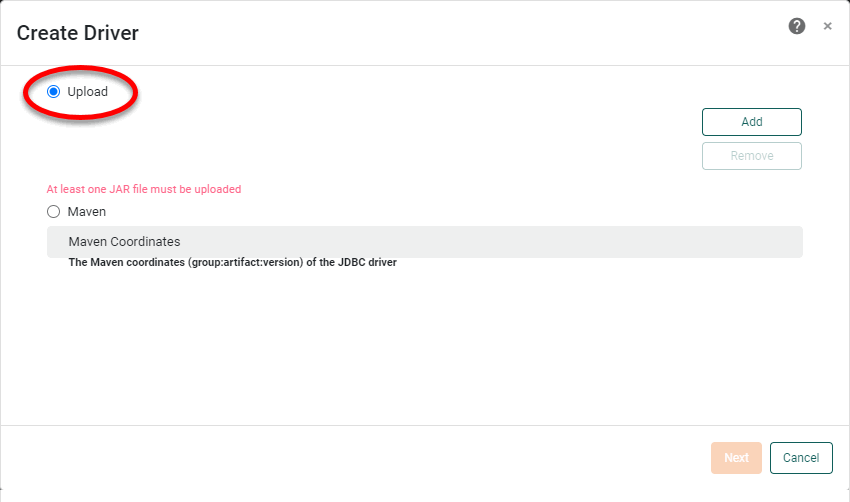 Create Driver
Upload
Add
Remove
At least one JAR file must be uploaded
Maven
Maven Coordinates
The Maven coordinates (group:artifact:version) of the JDBC driver
Next
Cancel